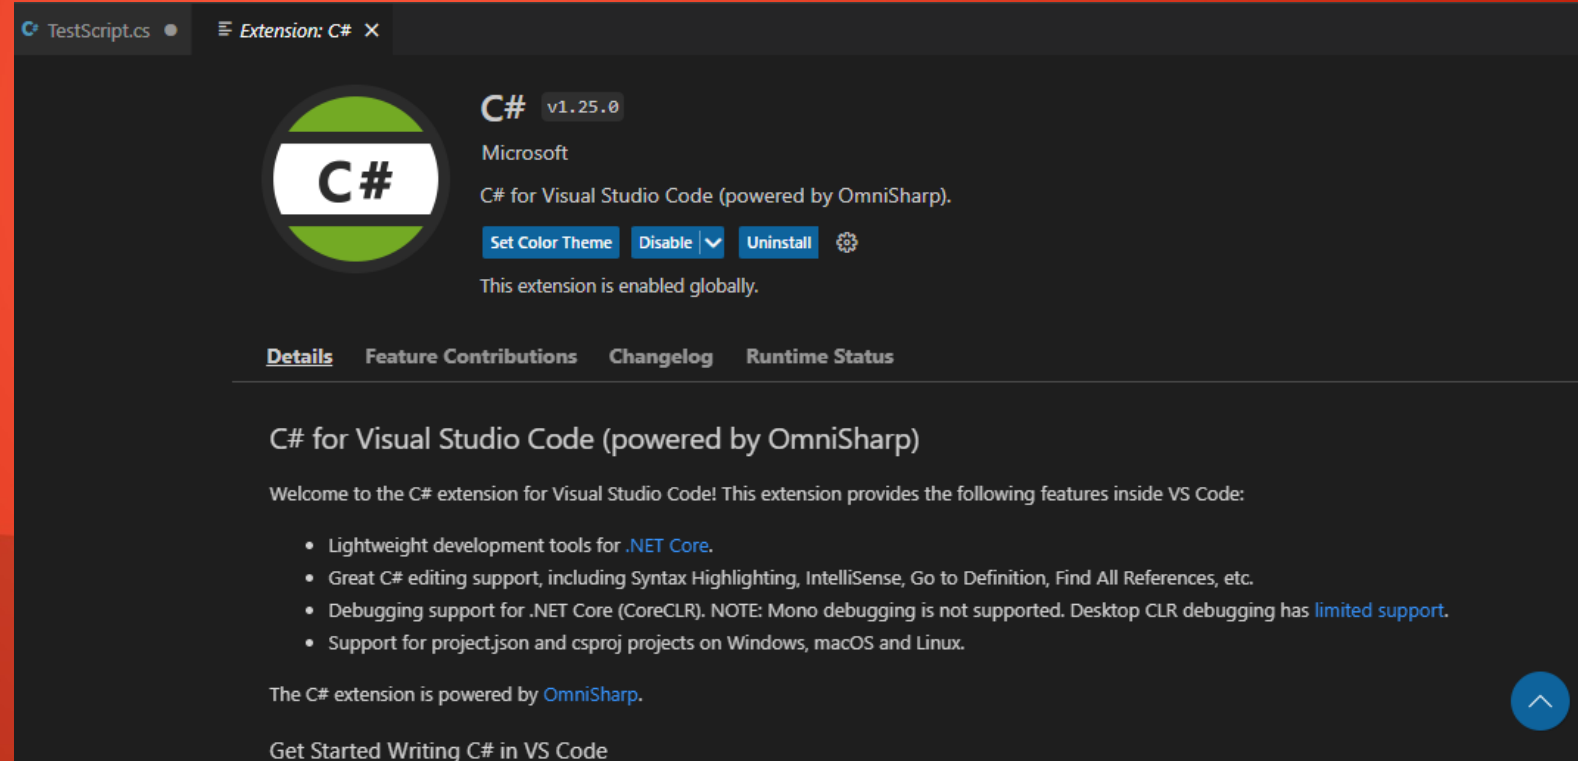 C# TestScript.cs
Extension: C#
C#
C# v1.25.0
Microsoft
C# for Visual Studio Code (powered by OmniSharp).
Set Color Theme Disable Uninstall
This extension is enabled globally.
Details Feature Contributions Changelog Runtime Status
C# for Visual Studio Code (powered by OmniSharp)
Welcome to the C# extension for Visual Studio Code! This extension provides the following features inside VS Code:
• Lightweight development tools for .NET Core.
• Great C# editing support, including Syntax Highlighting, IntelliSense, Go to Definition, Find All References, etc.
• Debugging support for .NET Core (CoreCLR). NOTE: Mono debugging is not supported. Desktop CLR debugging has limited support.
• Support for project.json and csproj projects on Windows, macOS and Linux.
The C# extension is powered by OmniSharp.
Get Started Writing C# in VS Code